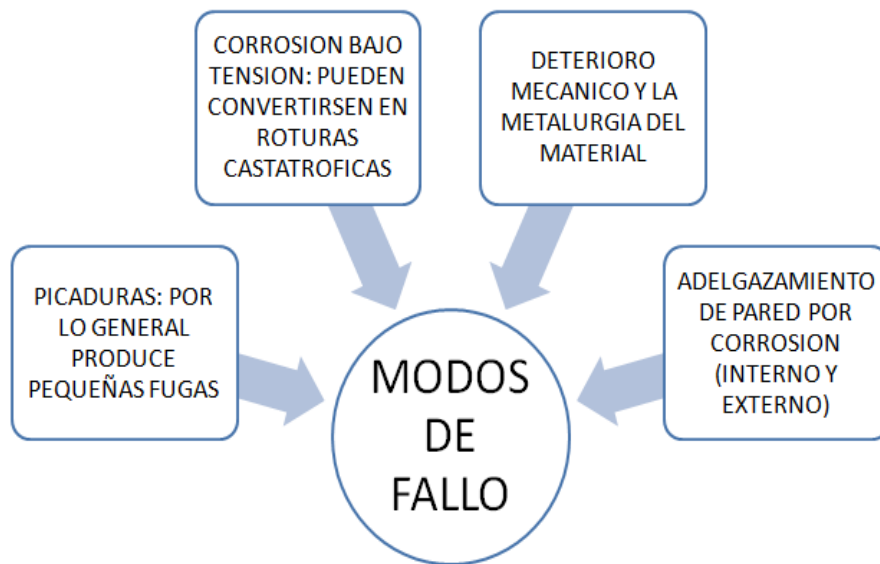 CORROSION BAJO
TENSION: PUEDEN
CONVERTIRSEN EN
ROTURAS
CASTATROFICAS
DETERIORO
MECANICO Y LA
METALURGIA DEL
MATERIAL
PICADURAS: POR
LO GENERAL
PRODUCE
PEQUEÑAS FUGAS
ADELGAZAMIENTO
DE PARED POR
CORROSION
(INTERNO Y
EXTERNO)
MODOS
DE
FALLO